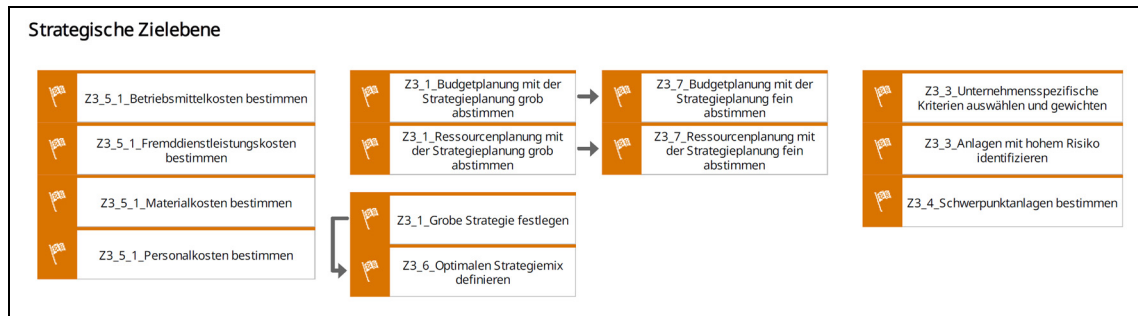 Strategische Zielebene
Z3_5_1_Betriebsmittelkosten bestimmen
Z3_5_1_Fremddienstleistungskosten
bestimmen
Z3_5_1_Materialkosten bestimmen
Z3_5_1_Personalkosten bestimmen
Z3_1_Budgetplanung mit der
Strategieplanung grob
abstimmen
Z3_1_Ressourcenplanung mit
der Strategieplanung grob
abstimmen
Z3_7_Budgetplanung mit der
Strategieplanung fein
abstimmen
Z3_7_Ressourcenplanung mit
der Strategieplanung fein
abstimmen
Z3_1_Grobe Strategie festlegen
Z3_6_Optimalen Strategiemix
definieren
Z3_3_Unternehmensspezifische
Kriterien auswählen und gewichten
Z3_3_Anlagen mit hohem Risiko
identifizieren
Z3_4_Schwerpunktanlagen bestimmen